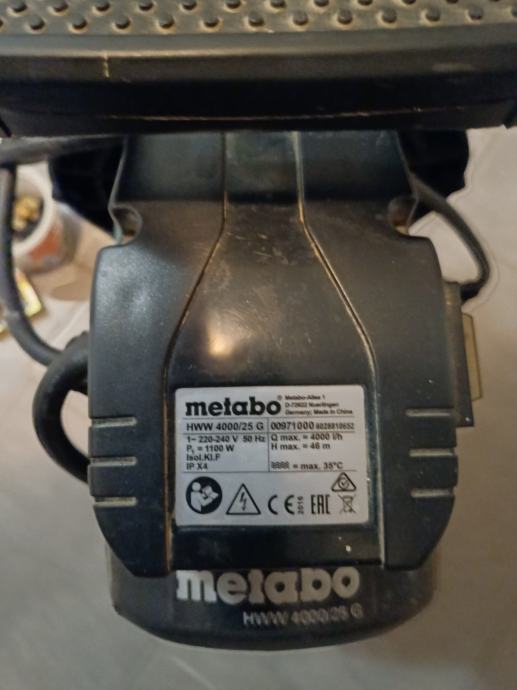 metabo Metabo-Allee 1
D-72622 Nuertingen
Germany; Made in China
HWW 4000/25 G 00971000 6028810652
1~ 220-240 V 50 Hz Q max. = 4000 l/h
P₁ = 1100 W H max. = 46 m
Isol.Kl.F
IP X4 = max. 35°C
CE 2016 EAC
metabo
HWW 4000/25 G